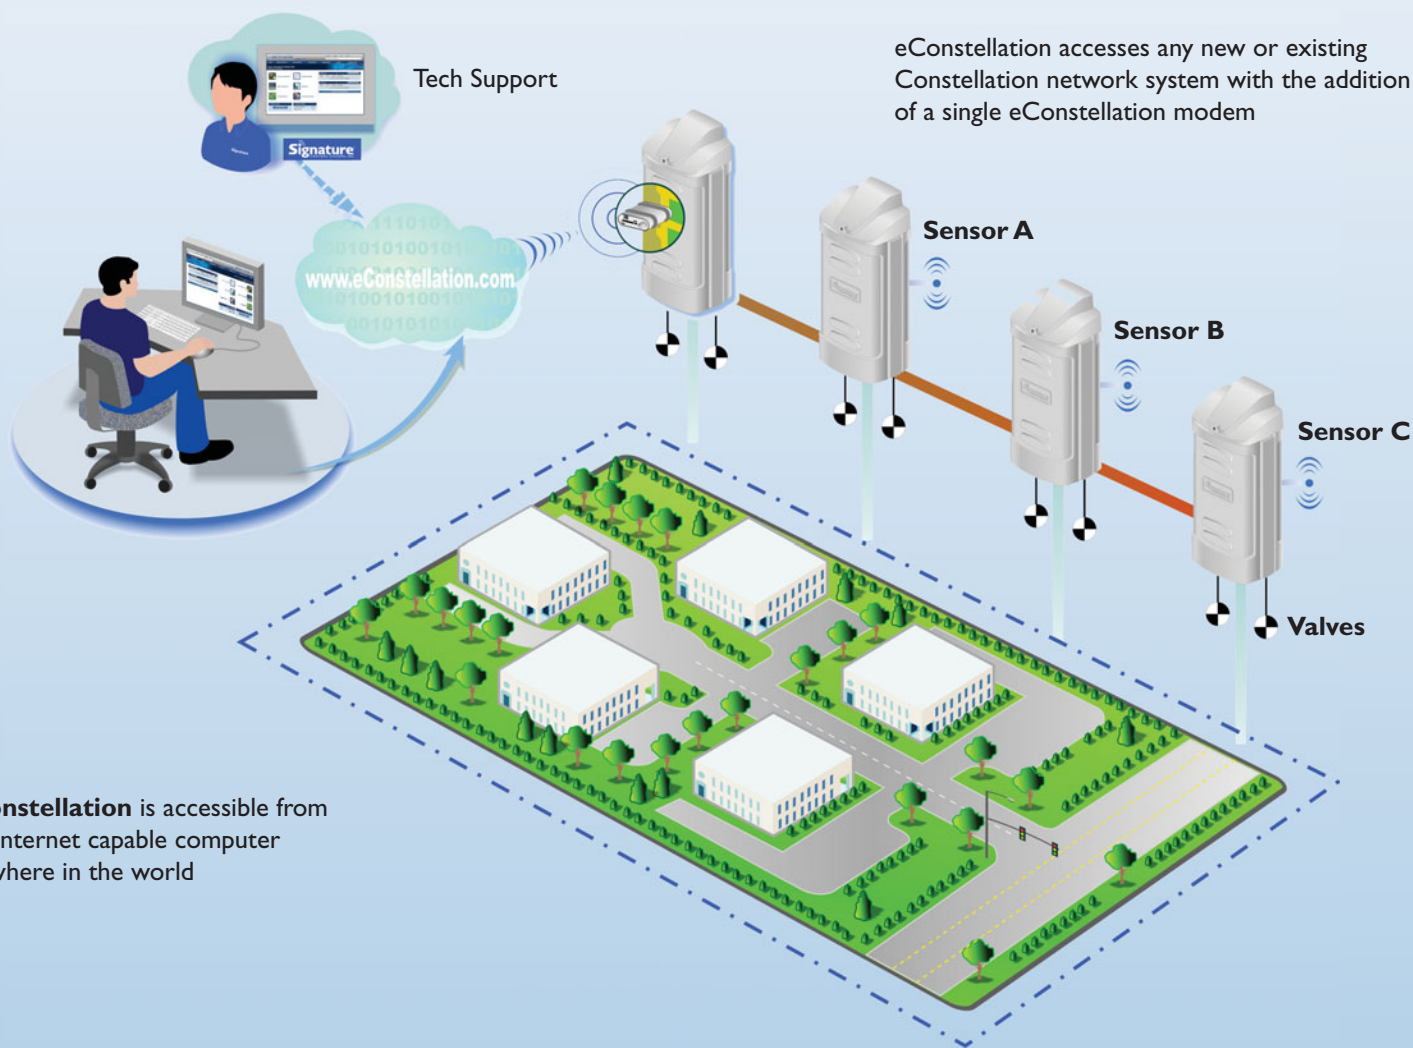 eConstellation accesses any new or existing
Constellation network system with the addition
of a single eConstellation modem
Tech Support
Signature
www.eConstellation.com
Sensor A
Sensor B
Sensor C
Valves
onstellation is accessible from
nternet capable computer
where in the world